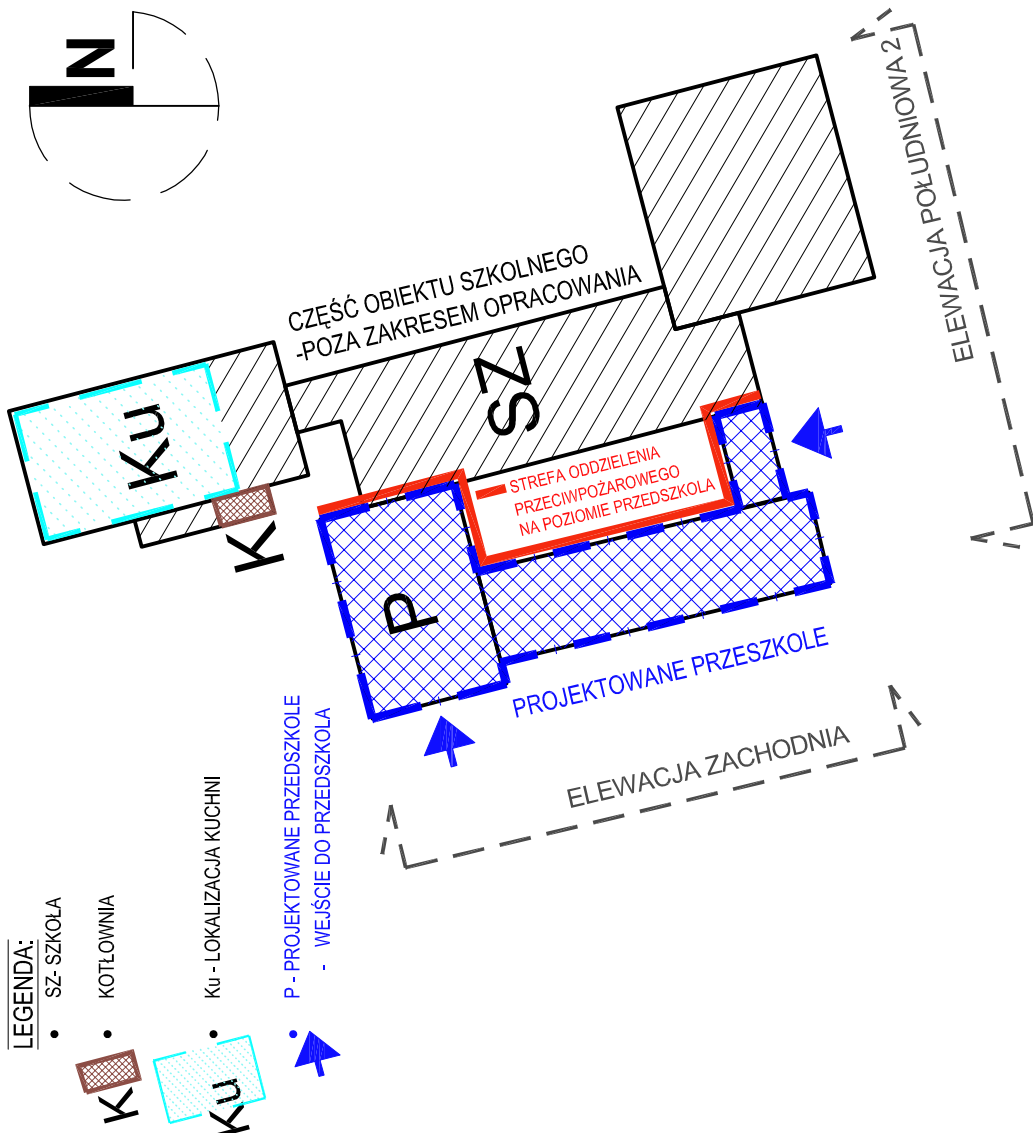 N
CZĘŚĆ OBIEKTU SZKOLNEGO
-POZA ZAKRESEM OPRACOWANIA
Ku
SZ
K
P
STREFA ODDZIELENIA
PRZECIWPOŻAROWEGO
NA POZIOMIE PRZEDSZKOLA
PROJEKTOWANE PRZESZKOLE
ELEWACJA ZACHODNIA
ELEWACJA POŁUDNIOWA 2
LEGENDA:
• SZ- SZKOŁA
K • KOTŁOWNIA
Ku • Ku - LOKALIZACJA KUCHNI
• P - PROJEKTOWANE PRZEDSZKOLE
- WEJŚCIE DO PRZEDSZKOLA